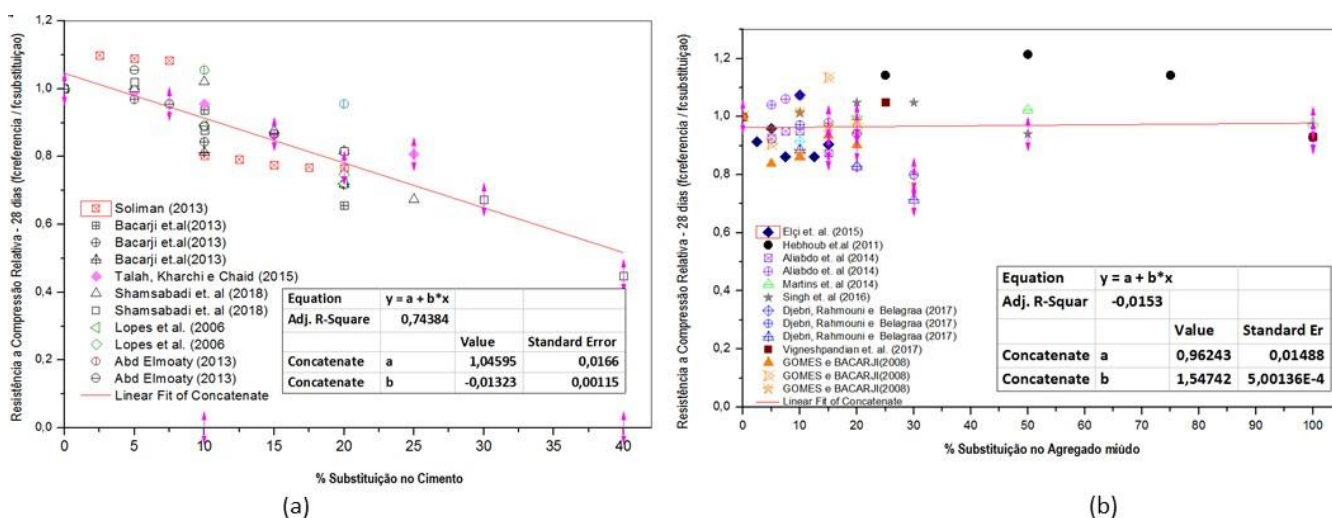 Resistência a Compressão Relativa - 28 dias (fcreferencia / fcsubstituiçao)
1,2
1,0
0,8
0,6
0,4
0,2
0,0
Soliman (2013)
Bacarji et.al(2013)
Bacarji et.al(2013)
Bacarji et.al(2013)
Talah, Kharchi e Chaid (2015)
Shamsabadi et. al (2018)
Shamsabadi et. al (2018)
Lopes et al. (2006
Lopes et al. (2006
Abd Elmoaty (2013)
Abd Elmoaty (2013)
Linear Fit of Concatenate
Equation y = a + b*x
Adj. R-Square 0,74384
Value Standard Error
Concatenate a 1,04595 0,0166
Concatenate b -0,01323 0,00115
0 5 10 15 20 25 30 35 40
% Substituição no Cimento
(a)
Resistência a Compressão Relativa - 28 dias (fcreferencia / fcsubstituiçao)
1,2
1,0
0,8
0,6
0,4
0,2
0,0
Elçi et. al. (2015)
Hebhoub et.al (2011)
Aliabdo et. al (2014)
Aliabdo et. al (2014)
Martins et. al (2014)
Singh et. al (2016)
Djebri, Rahmouni e Belagraa (2017)
Djebri, Rahmouni e Belagraa (2017)
Djebri, Rahmouni e Belagraa (2017)
Vigneshpandian et. al. (2017)
GOMES e BACARJI(2008)
GOMES e BACARJI(2008)
GOMES e BACARJI(2008)
Linear Fit of Concatenate
Equation y = a + b*x
Adj. R-Squar -0,0153
Value Standard Er
Concatenate a 0,96243 0,01488
Concatenate b 1,54742 5,00136E-4
0 10 20 30 40 50 60 70 80 90 100
% Substituição no Agregado miúdo
(b)